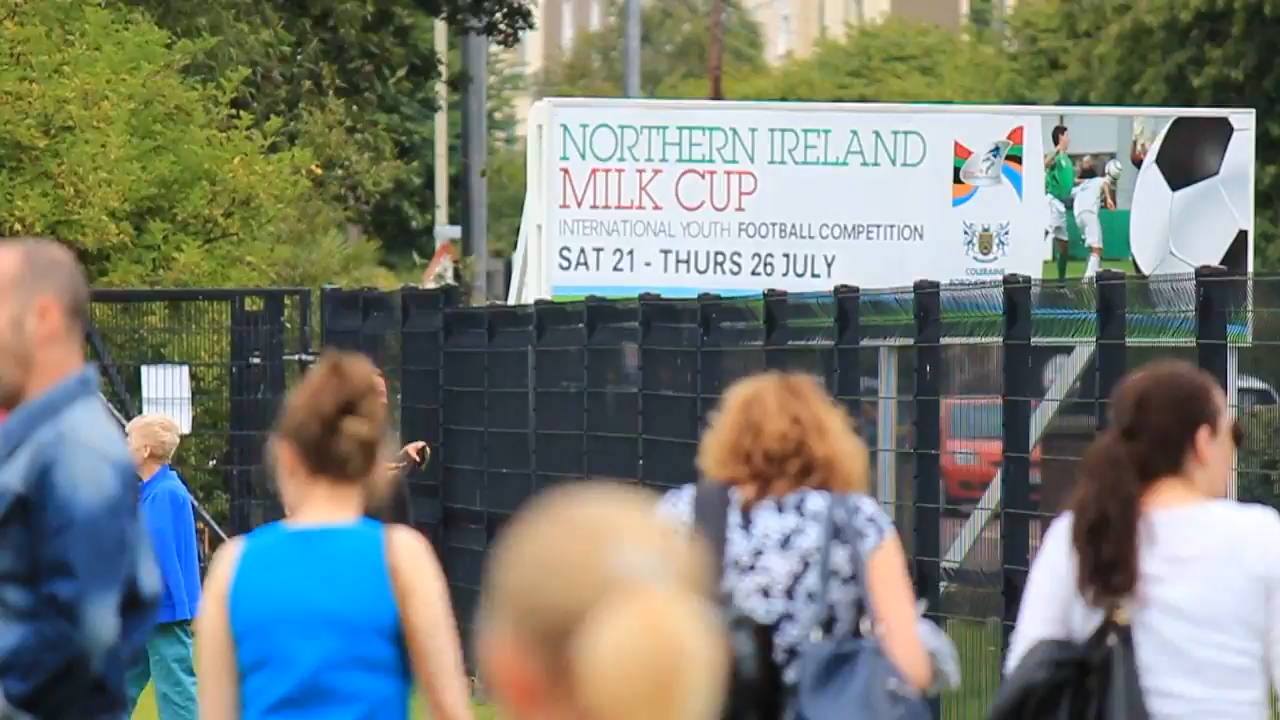 NORTHERN IRELAND
MILK CUP
INTERNATIONAL YOUTH FOOTBALL COMPETITION
SAT 21 - THURS 26 JULY
COLERAINE